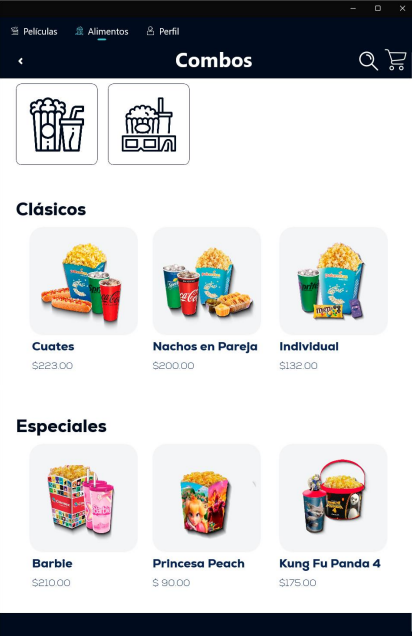 Películas Alimentos Perfil
Combos
Clásicos
Cuates Nachos en Pareja Individual
$223.00 $200.00 $132.00
Especiales
Barbie Princesa Peach Kung Fu Panda 4
$210.00 $ 90.00 $175.00